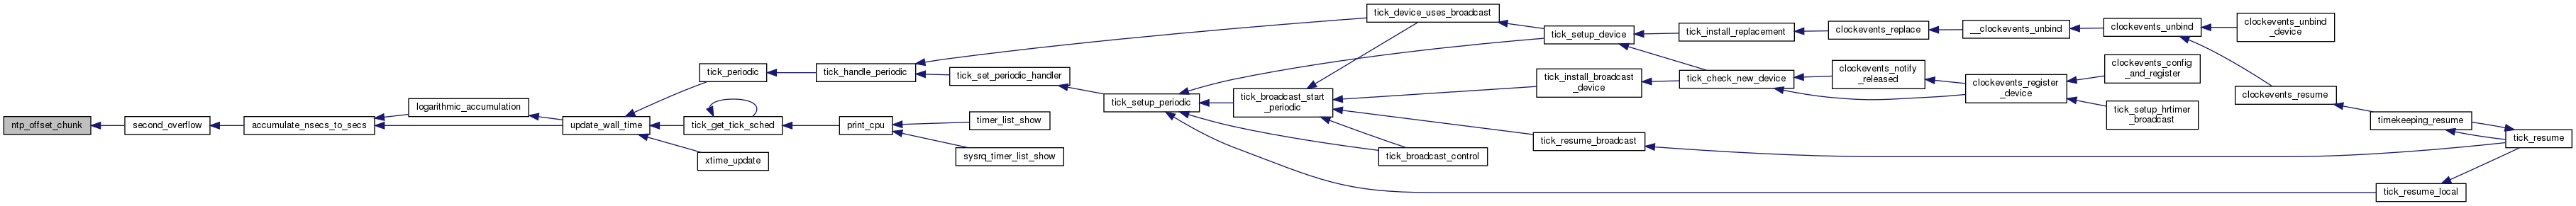 ntp_offset_chunk
second_overflow
accumulate_nsecs_to_secs
logarithmic_accumulation
update_wall_time
tick_periodic
tick_get_tick_sched
xtime_update
tick_handle_periodic
print_cpu
tick_set_periodic_handler
timer_list_show
sysrq_timer_list_show
tick_setup_periodic
tick_broadcast_start
_periodic
tick_device_uses_broadcast
tick_broadcast_control
tick_setup_device
tick_install_broadcast
_device
tick_resume_broadcast
tick_install_replacement
tick_check_new_device
tick_resume_local
clockevents_replace
clockevents_notify
_released
__clockevents_unbind
clockevents_register
_device
clockevents_unbind
clockevents_config
_and_register
tick_setup_hrtimer
_broadcast
clockevents_unbind
_device
clockevents_resume
timekeeping_resume
tick_resume